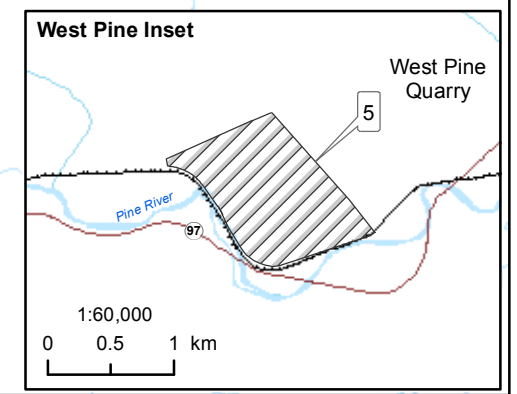 West Pine Inset
West Pine
Quarry
5
Pine River
97
1:60,000
0 0.5 1 km